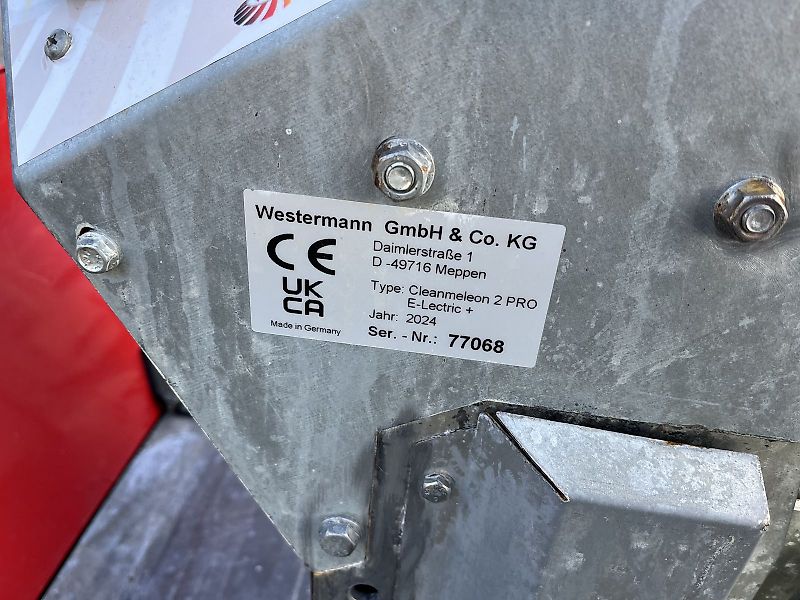 Westermann GmbH & Co. KG
Daimlerstraße 1
D -49716 Meppen
CE
UK
CA
Type: Cleanmeleon 2 PRO
E-Lectric +
Jahr: 2024
Made in Germany
Ser. - Nr.: 77068